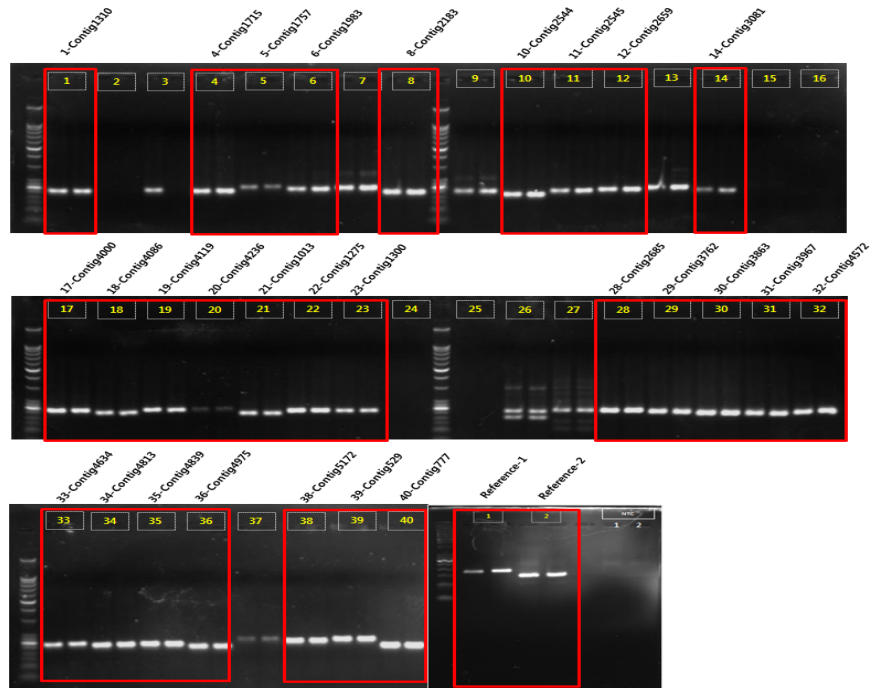 1-Contig1310 4-Contig1715 5-Contig1757 6-Contig1983 8-Contig2183 10-Contig2544 11-Contig2545 12-Contig2659 14-Contig3081
1 2 3 4 5 6 7 8 9 10 11 12 13 14 15 16
17-Contig4000 18-Contig4086 19-Contig4119 20-Contig4236 21-Contig1013 22-Contig1275 23-Contig1300 28-Contig2685 29-Contig3762 30-Contig3863 31-Contig3967 32-Contig4572
17 18 19 20 21 22 23 24 25 26 27 28 29 30 31 32
33-Contig4634 34-Contig4813 35-Contig4839 36-Contig4975 38-Contig5172 39-Contig529 40-Contig777 Reference-1 Reference-2
33 34 35 36 37 38 39 40 1 2 NTC
1 2